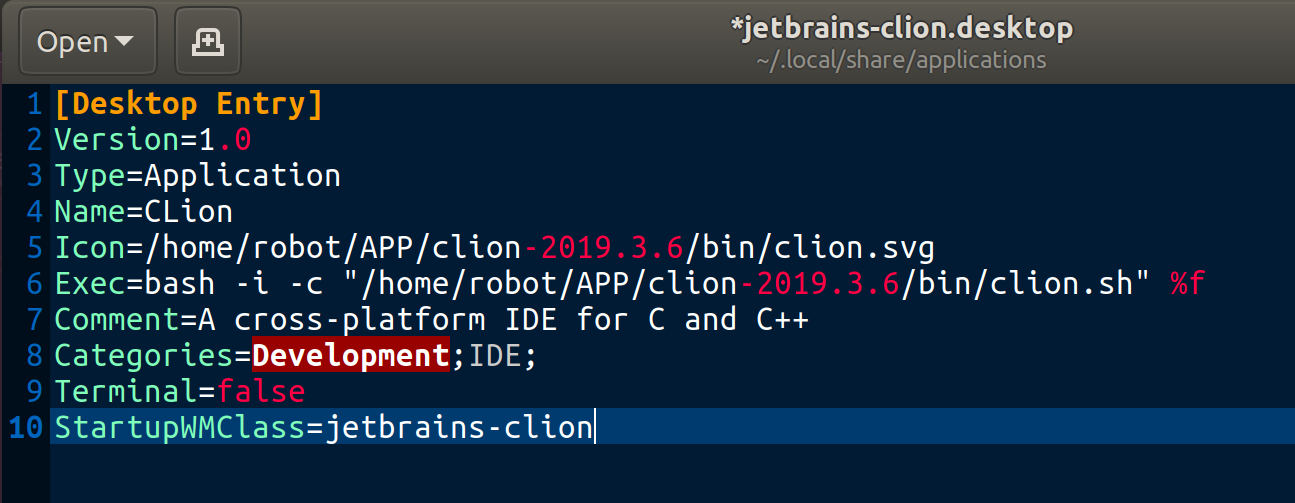 Open
*jetbrains-clion.desktop
~/.local/share/applications
1 [Desktop Entry]
2 Version=1.0
3 Type=Application
4 Name=CLion
5 Icon=/home/robot/APP/clion-2019.3.6/bin/clion.svg
6 Exec=bash -i -c "/home/robot/APP/clion-2019.3.6/bin/clion.sh" %f
7 Comment=A cross-platform IDE for C and C++
8 Categories=Development;IDE;
9 Terminal=false
10 StartupWMClass=jetbrains-clion